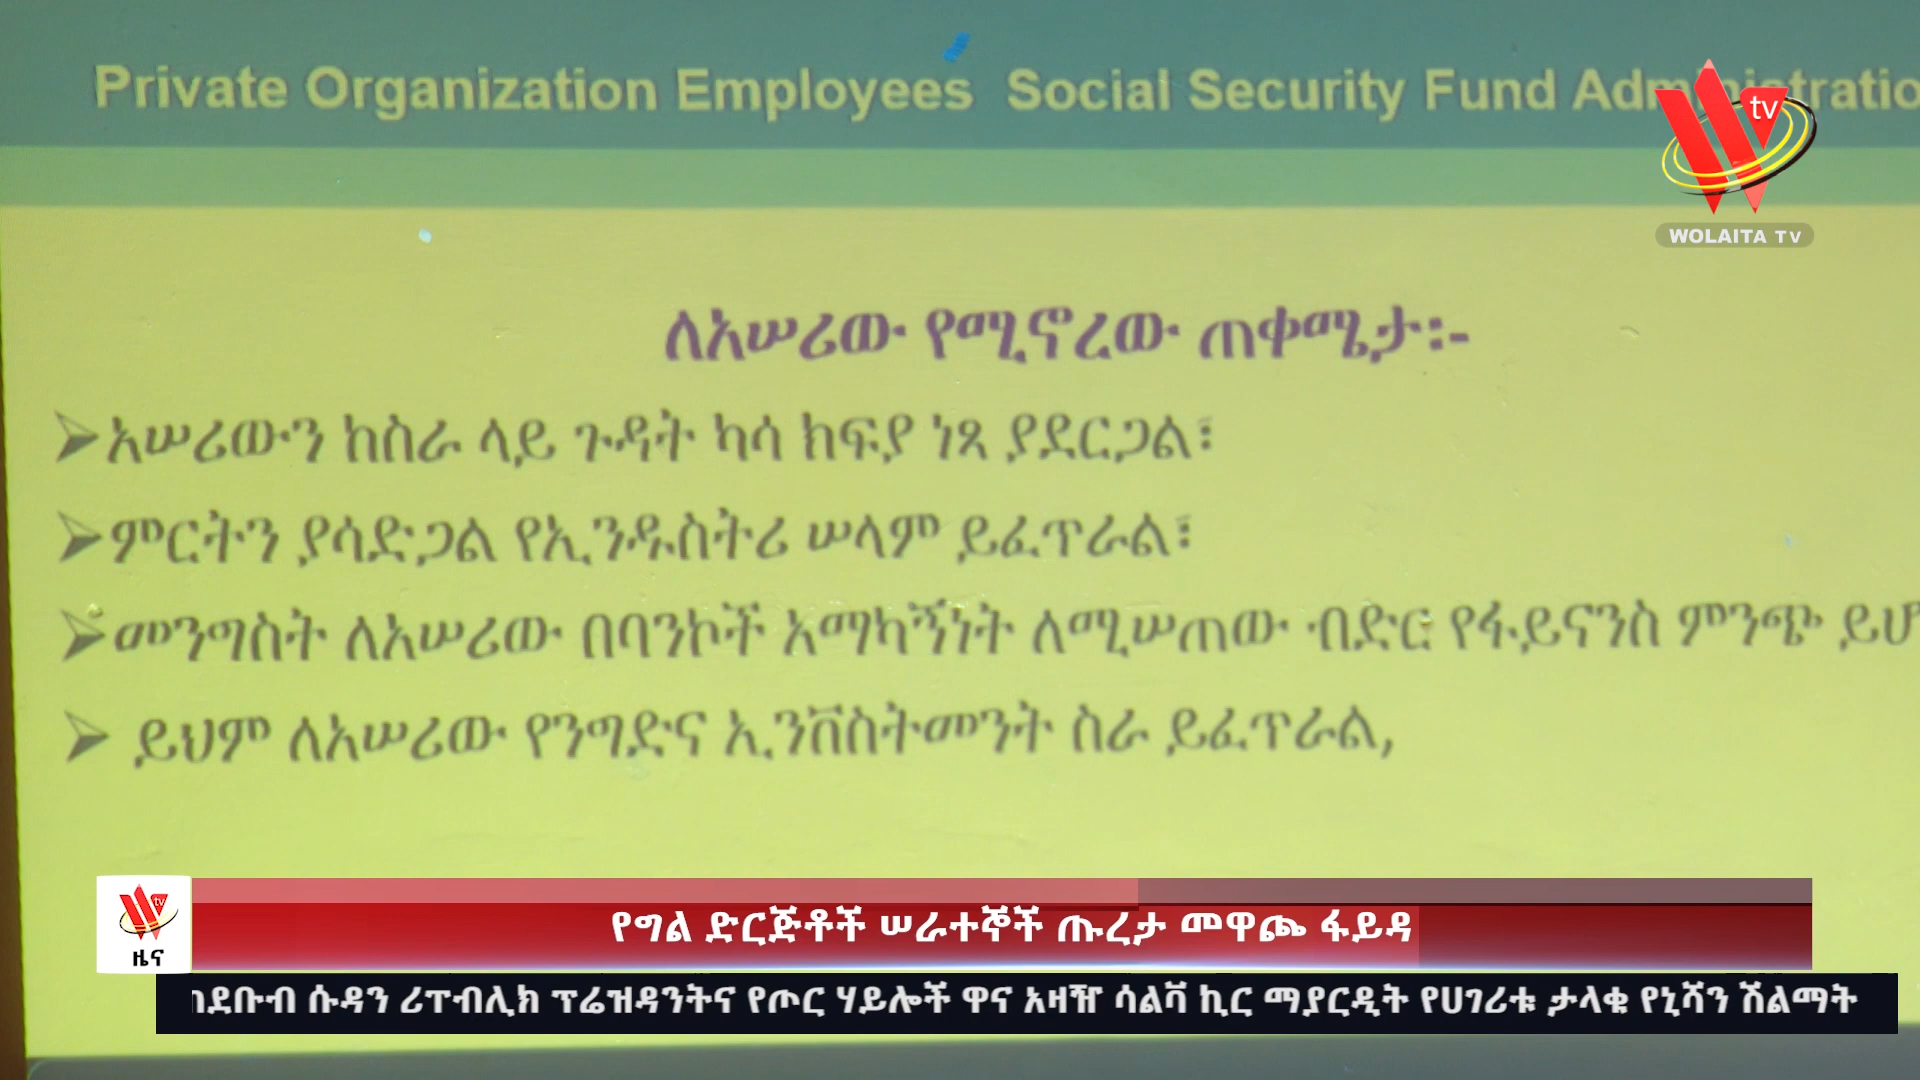 Private Organization Employees Social Security Fund
tv
WOLAITA TV
ለአሠሪው የሚኖረው ጠቀሜታ፡-
➢አሠሪውን ከስራ ላይ ጉዳት ካሳ ክፍያ ነጻ ያደርጋል፣
➢ምርትን ያሳድጋል የኢንዱስትሪ ሠላም ይፈጥራል፣
➢መንግስት ለአሠሪው በባንኮች አማካኝነት ለሚሠጠው ብድር የፋይናንስ ምንጭ
➢ ይህም ለአሠሪው የንግድና ኢንቨስትመንት ስራ ይፈጥራል,
tv
ዜና
የግል ድርጅቶች ሠራተኞች ጡረታ መዋጮ ፋይዳ
ከደቡብ ሱዳን ሪፐብሊክ ፕሬዝዳንትና የጦር ሃይሎች ዋና አዛዥ ሳልቫ ኪር ማያርዲት የሀገሪቱ ታላቁ የኒሻን ሽልማት